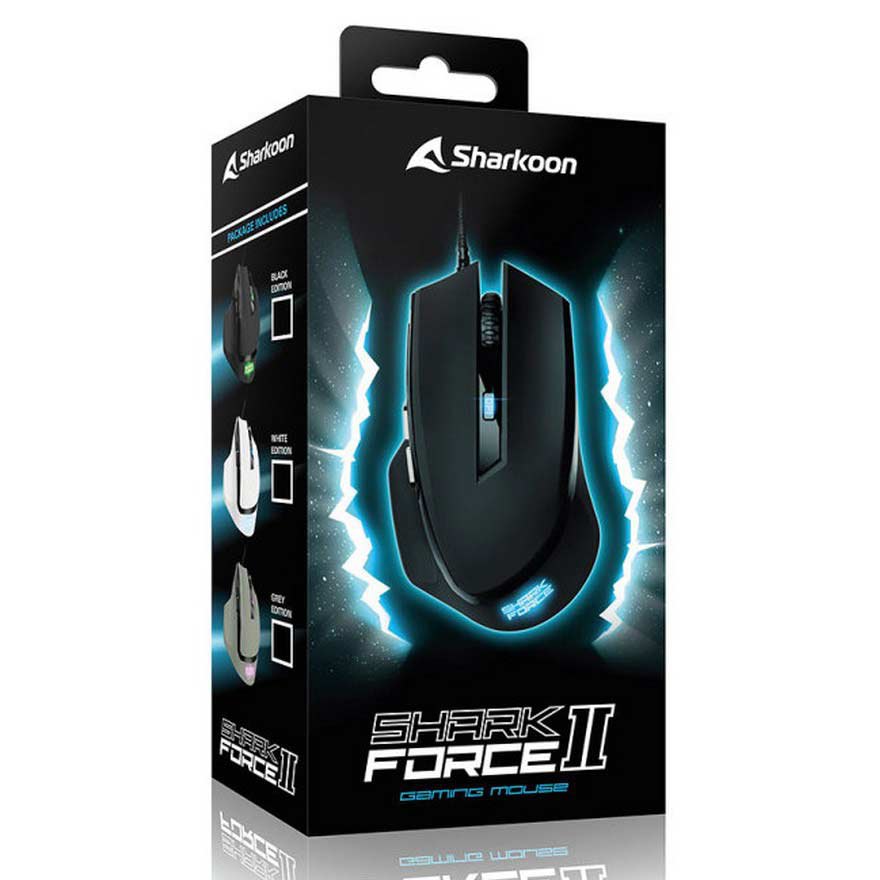 Sharkoon
PACKAGE INCLUDES
BLACK
EDITION
WHITE
EDITION
GREY
EDITION
SHARK
FORCE II
Sharkoon
SHARK
FORCE
SHARK
FORCE II
GAMING MOUSE